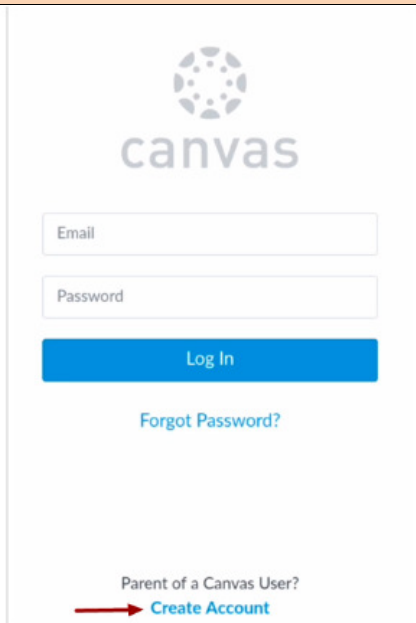 canvas
Email
Password
Log In
Forgot Password?
Parent of a Canvas User?
Create Account